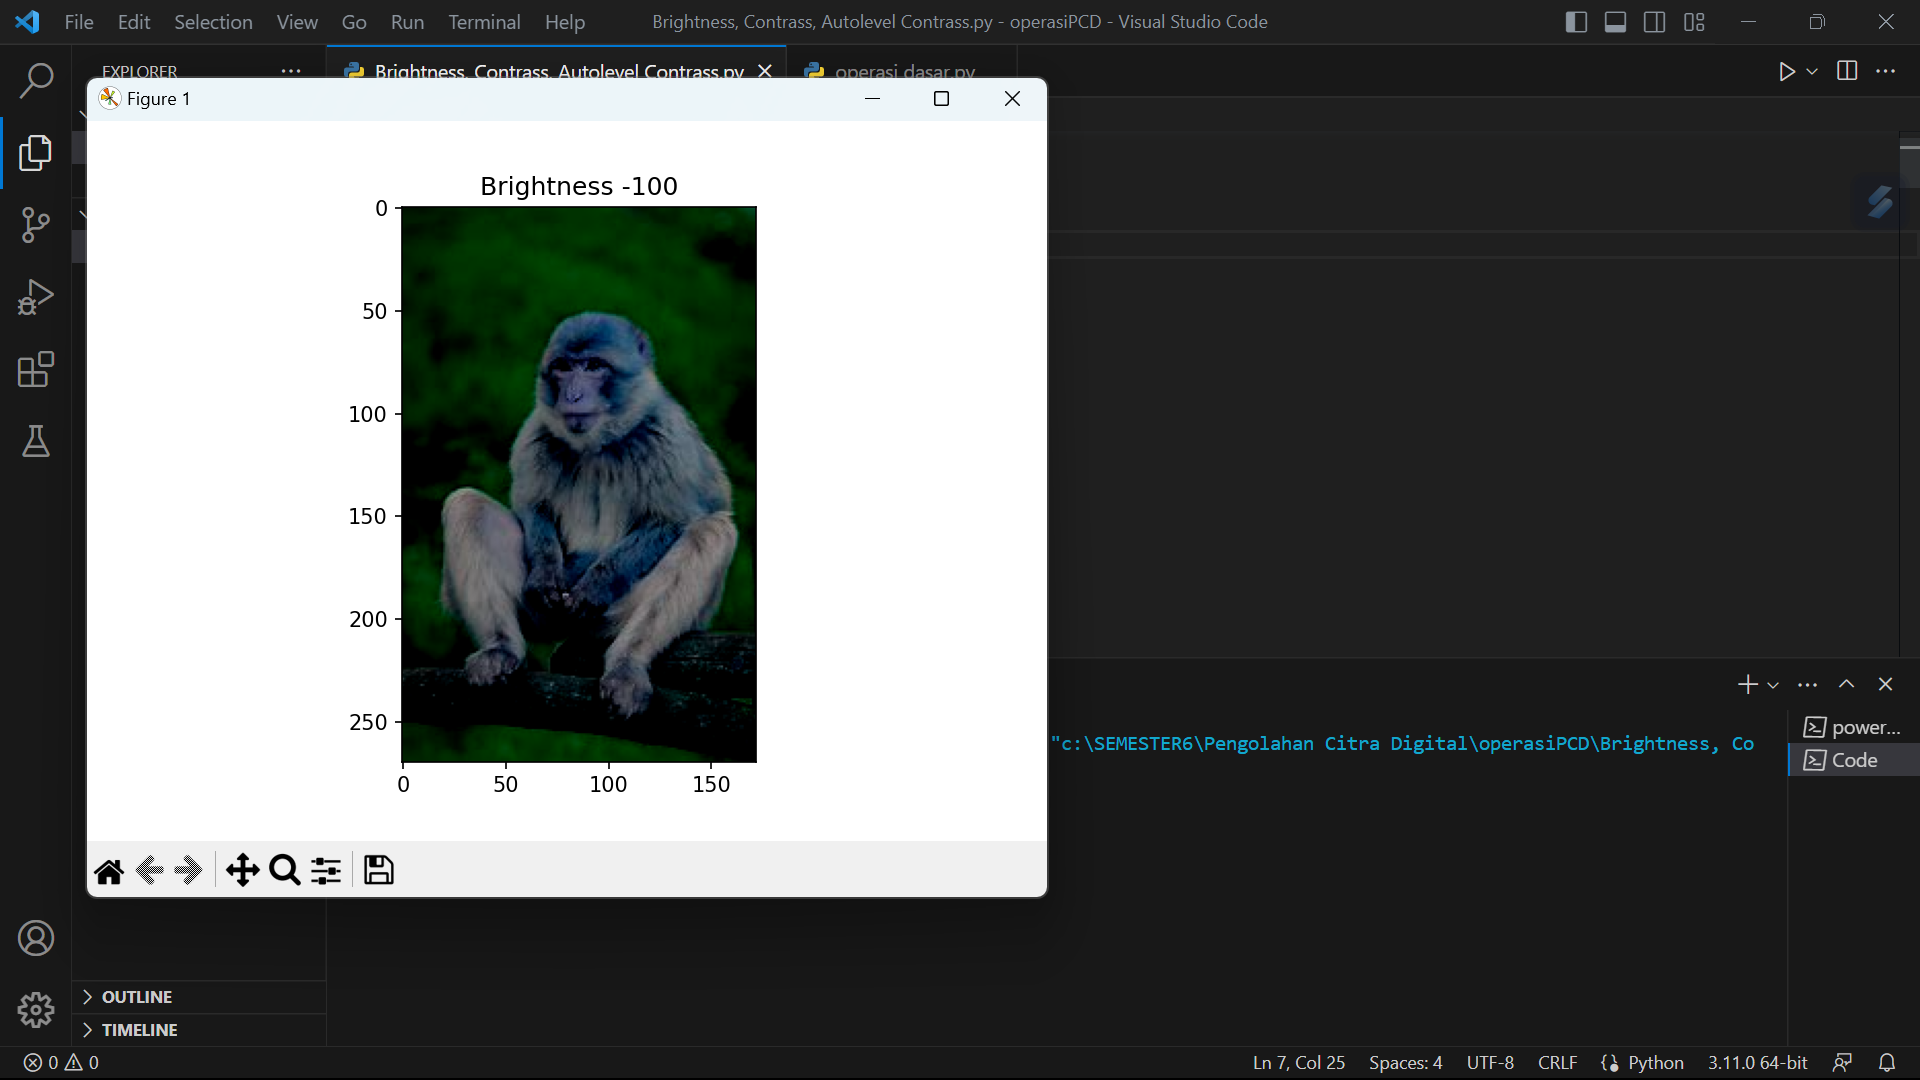 File Edit Selection View Go Run Terminal Help
Brightness, Contrass, Autolevel Contrass.py - operasiPCD - Visual Studio Code
EXPLORER
Brightness, Contrass, Autolevel Contrass.py
operasi dasar.py
Figure 1
Brightness -100
0
50
100
150
200
250
0 50 100 150
"c:\SEMESTER6\Pengolahan Citra Digital\operasiPCD\Brightness, Co
power...
Code
OUTLINE
TIMELINE
0 0
Ln 7, Col 25 Spaces: 4 UTF-8 CRLF Python 3.11.0 64-bit